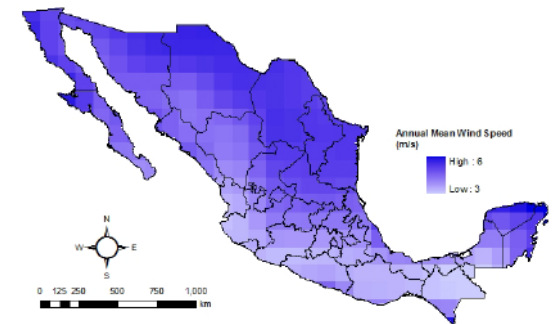 Annual Mean Wind Speed
(m/s)
High : 6
Low : 3
N
W E
S
0 125 250 500 750 1,000
km